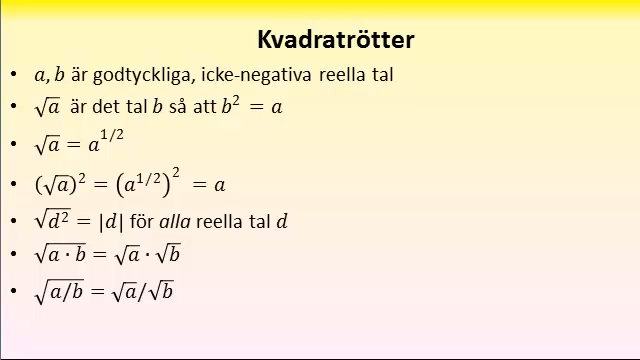 Kvadratrötter
• a, b är godtyckliga, icke-negativa reella tal
• √a är det tal b så att b² = a
• √a = a^{1/2}
• (√a)² = (a^{1/2})² = a
• √(d²) = |d| för alla reella tal d
• √(a · b) = √a · √b
• √(a/b) = √a/√b